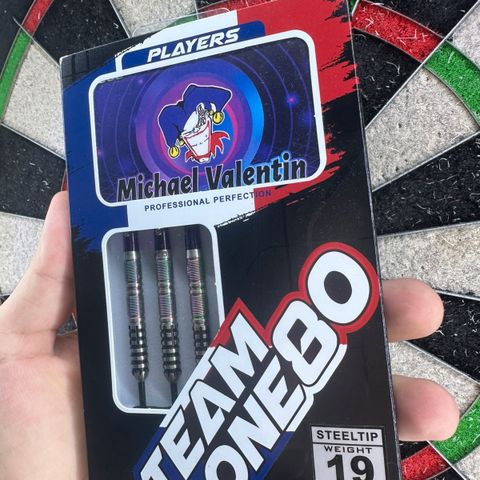 PLAYERS
Michael Valentin
PROFESSIONAL PERFECTION
TEAM
ONE80
STEELTIP
WEIGHT
19